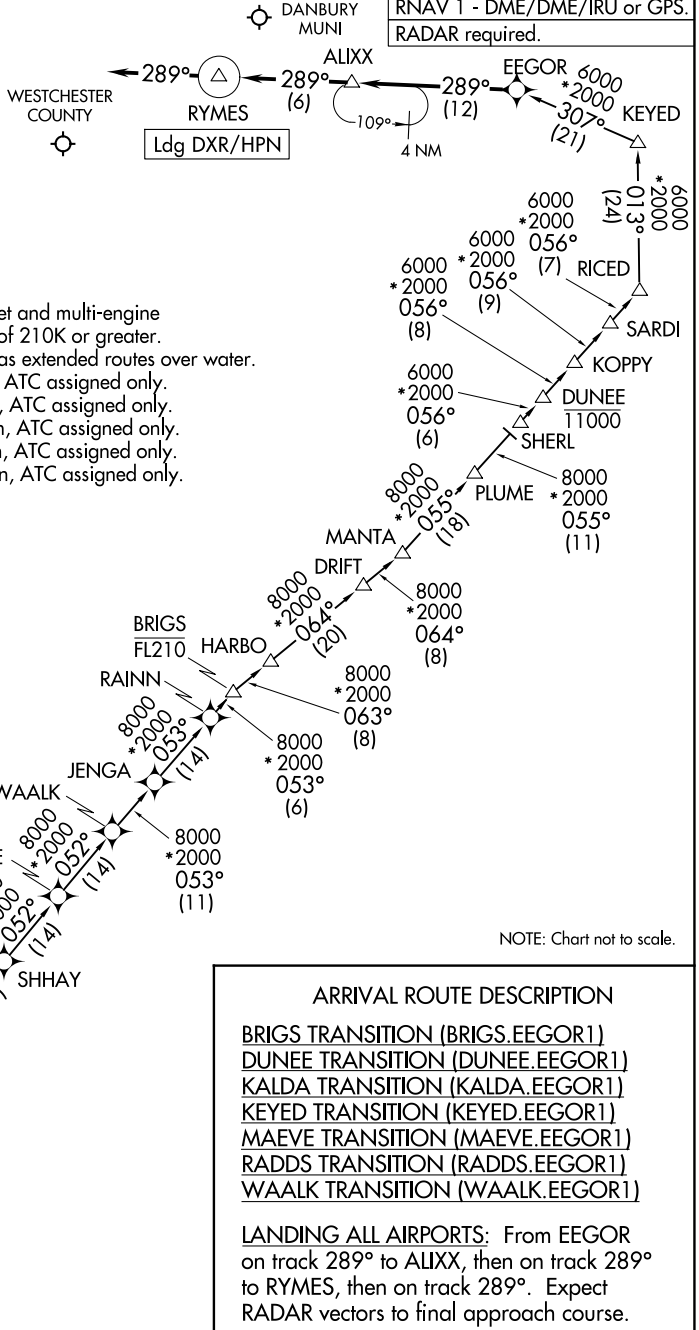 DANBURY
MUNI
RNAV 1 - DME/DME/IRU or GPS.
RADAR required.
WESTCHESTER
COUNTY
289°
RYMES
Ldg DXR/HPN
289°
(6)
ALIXX
109°
4 NM
289°
(12)
EEGOR
6000
*2000
307°
(21)
KEYED
6000
*2000
013°
(24)
6000
*2000
056°
(7)
RICED
6000
*2000
056°
(9)
SARDI
6000
*2000
056°
(8)
KOPPY
6000
*2000
056°
(6)
DUNEE
11000
SHERL
et and multi-engine
of 210K or greater.
as extended routes over water.
ATC assigned only.
, ATC assigned only.
n, ATC assigned only.
n, ATC assigned only.
n, ATC assigned only.
8000
*2000
055°
(11)
PLUME
8000
*2000
055°
(18)
MANTA
DRIFT
8000
*2000
064°
(8)
8000
*2000
064°
(20)
BRIGS
FL210
HARBO
8000
*2000
063°
(8)
RAINN
8000
*2000
053°
(6)
8000
*2000
053°
(14)
JENGA
WAALK
8000
*2000
053°
(11)
8000
*2000
052°
(14)
E
052°
(14)
SHHAY
NOTE: Chart not to scale.
ARRIVAL ROUTE DESCRIPTION
BRIGS TRANSITION (BRIGS.EEGOR1)
DUNEE TRANSITION (DUNEE.EEGOR1)
KALDA TRANSITION (KALDA.EEGOR1)
KEYED TRANSITION (KEYED.EEGOR1)
MAEVE TRANSITION (MAEVE.EEGOR1)
RADDS TRANSITION (RADDS.EEGOR1)
WAALK TRANSITION (WAALK.EEGOR1)
LANDING ALL AIRPORTS: From EEGOR
on track 289° to ALIXX, then on track 289°
to RYMES, then on track 289°. Expect
RADAR vectors to final approach course.